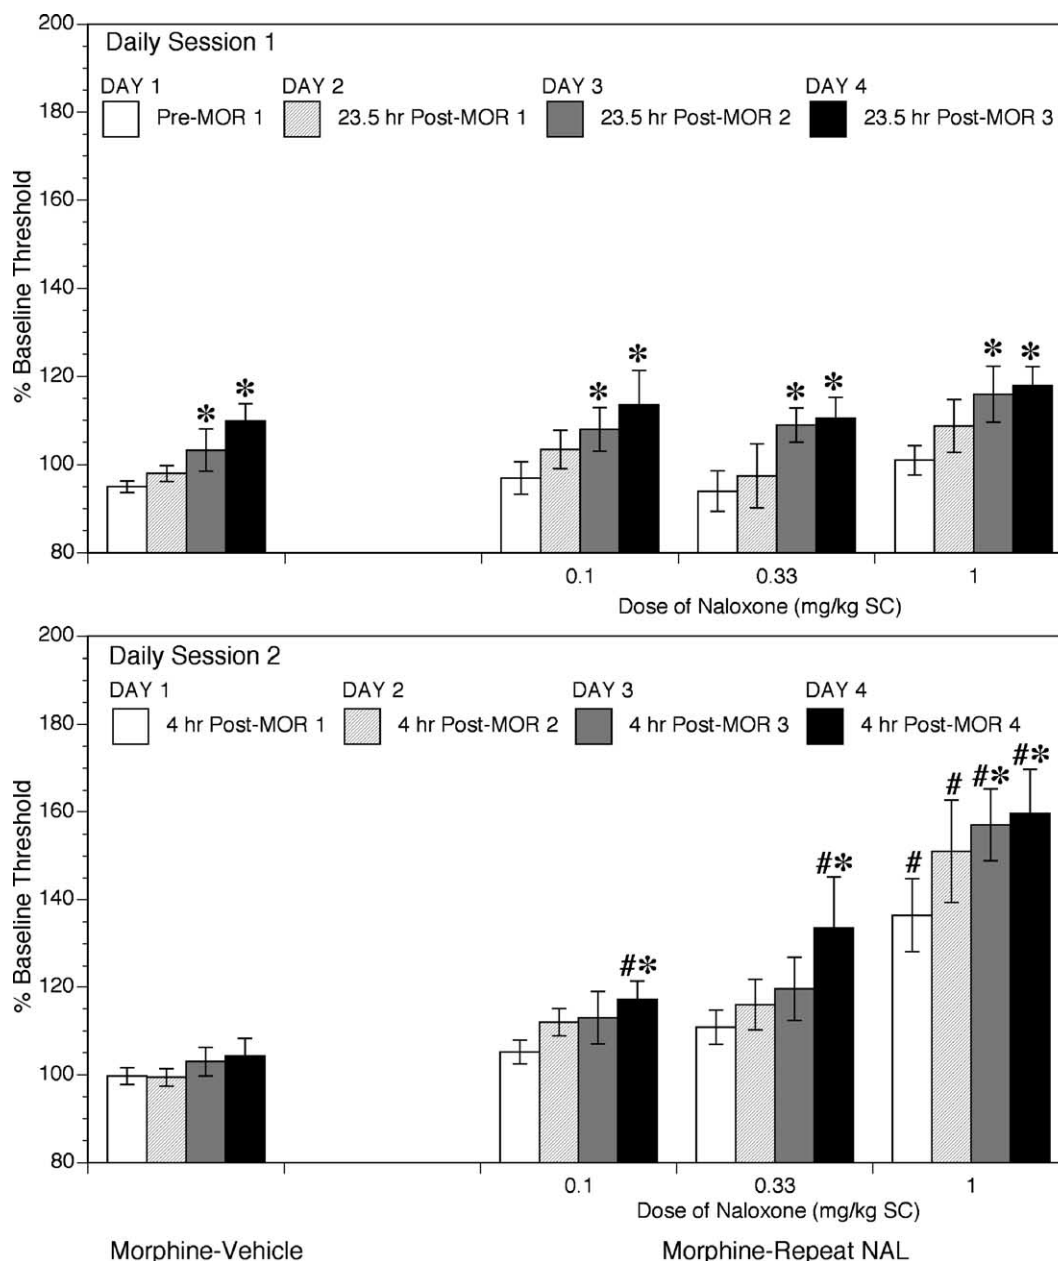 Daily Session 1
DAY 1 DAY 2 DAY 3 DAY 4
Pre-MOR 1 23.5 hr Post-MOR 1 23.5 hr Post-MOR 2 23.5 hr Post-MOR 3
% Baseline Threshold
200
180
160
140
120
100
80
* * * * * * * *
0.1 0.33 1
Dose of Naloxone (mg/kg SC)
Daily Session 2
DAY 1 DAY 2 DAY 3 DAY 4
4 hr Post-MOR 1 4 hr Post-MOR 2 4 hr Post-MOR 3 4 hr Post-MOR 4
% Baseline Threshold
200
180
160
140
120
100
80
#* #* # # #* #*
0.1 0.33 1
Dose of Naloxone (mg/kg SC)
Morphine-Vehicle Morphine-Repeat NAL